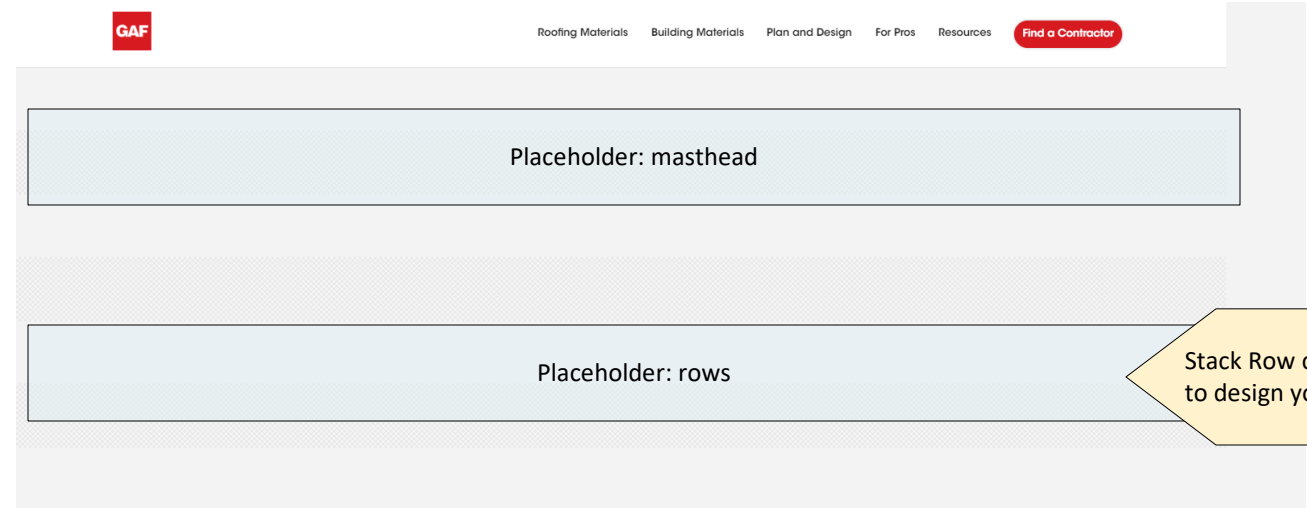 GAF
Roofing Materials Building Materials Plan and Design For Pros Resources Find a Contractor
Placeholder: masthead
Placeholder: rows
Stack Row
to design